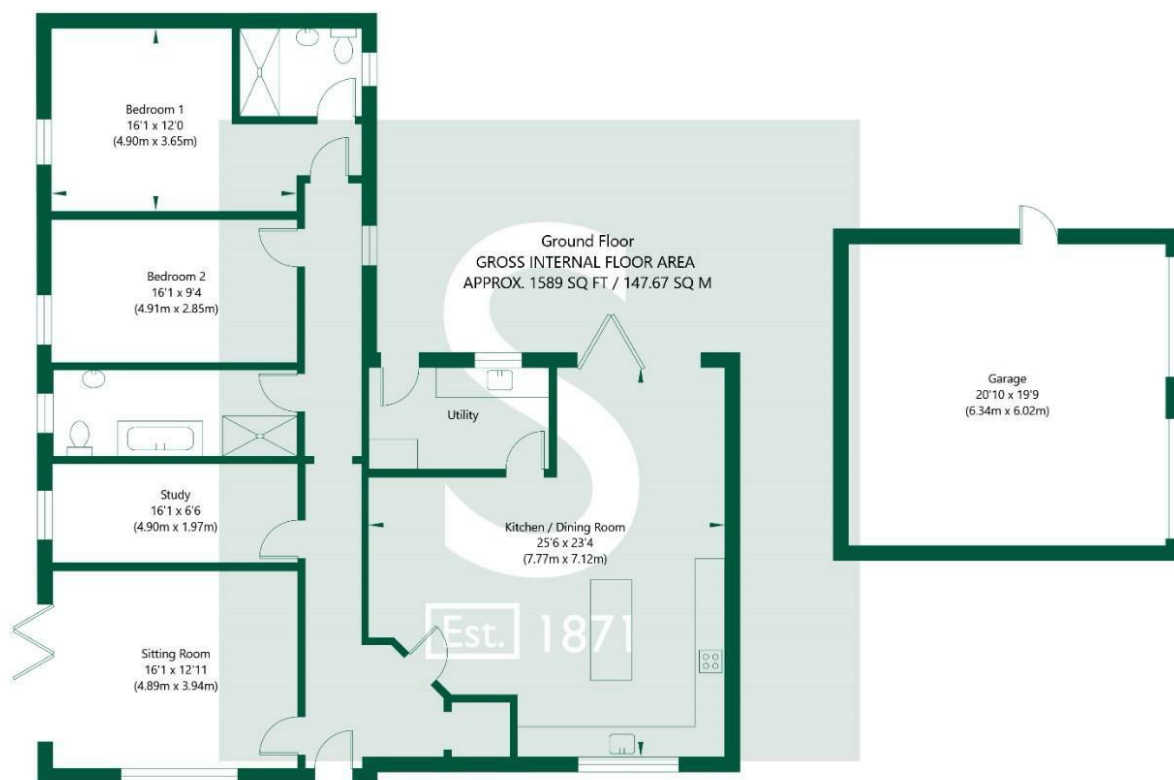 Bedroom 1
16'1 x 12'0
(4.90m x 3.65m)
Bedroom 2
16'1 x 9'4
(4.91m x 2.85m)
Ground Floor
GROSS INTERNAL FLOOR AREA
APPROX. 1589 SQ FT / 147.67 SQ M
Garage
20'10 x 19'9
(6.34m x 6.02m)
Utility
Study
16'1 x 6'6
(4.90m x 1.97m)
Kitchen / Dining Room
25'6 x 23'4
(7.77m x 7.12m)
Sitting Room
16'1 x 12'11
(4.89m x 3.94m)
S
Est. 1871